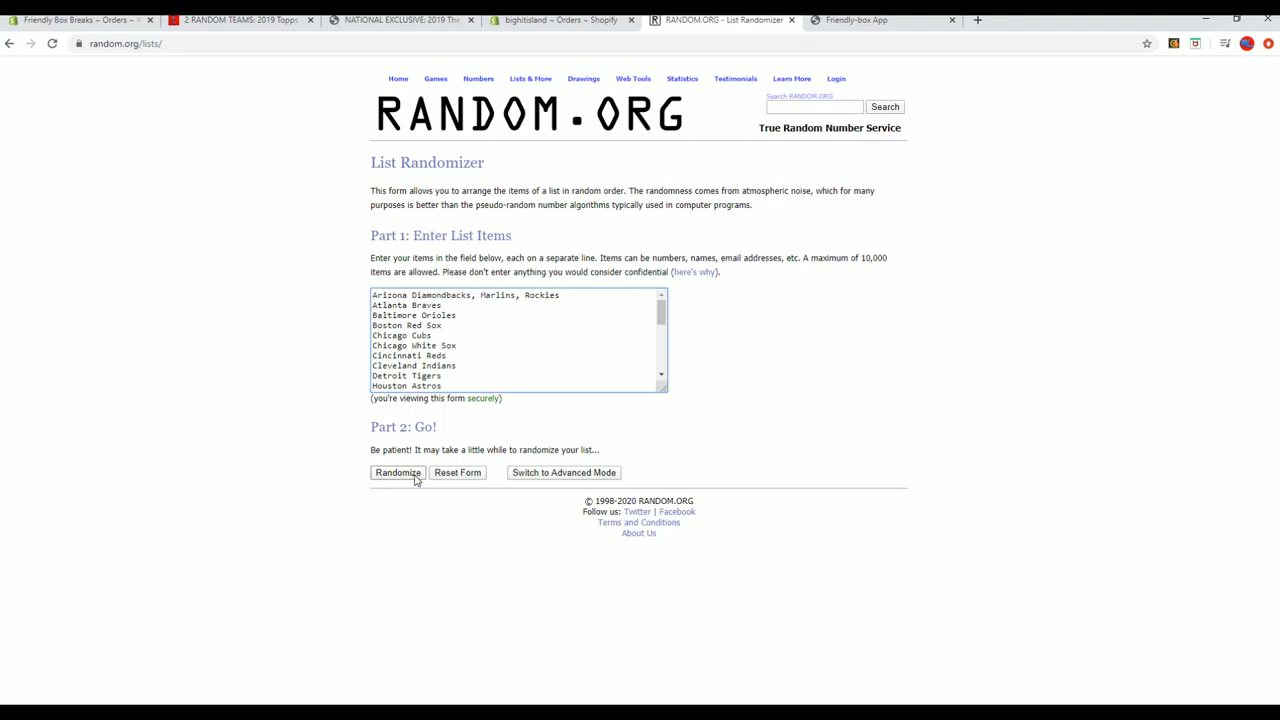 Friendly Box Breaks ~ Orders ~
2 RANDOM TEAMS: 2019 Topps
NATIONAL EXCLUSIVE: 2019 The
bighitisland ~ Orders ~ Shopify
RANDOM.ORG - List Randomizer
Friendly-box App
random.org/lists/
Home Games Numbers Lists & More Drawings Web Tools Statistics Testimonials Learn More Login
RANDOM.ORG
Search RANDOM.ORG
Search
True Random Number Service
List Randomizer
This form allows you to arrange the items of a list in random order. The randomness comes from atmospheric noise, which for many
purposes is better than the pseudo-random number algorithms typically used in computer programs.
Part 1: Enter List Items
Enter your items in the field below, each on a separate line. Items can be numbers, names, email addresses, etc. A maximum of 10,000
items are allowed. Please don't enter anything you would consider confidential (here's why).
Arizona Diamondbacks, Marlins, Rockies
Atlanta Braves
Baltimore Orioles
Boston Red Sox
Chicago Cubs
Chicago White Sox
Cincinnati Reds
Cleveland Indians
Detroit Tigers
Houston Astros
(you're viewing this form securely)
Part 2: Go!
Be patient! It may take a little while to randomize your list...
Randomize Reset Form Switch to Advanced Mode
© 1998-2020 RANDOM.ORG
Follow us: Twitter | Facebook
Terms and Conditions
About Us